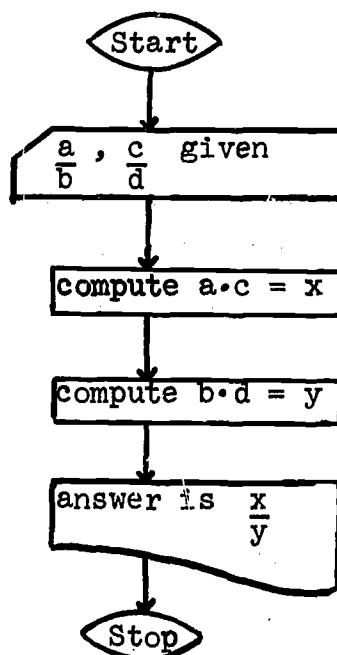 Start
a/b , c/d given
compute a·c = x
compute b·d = y
answer is x/y
Stop